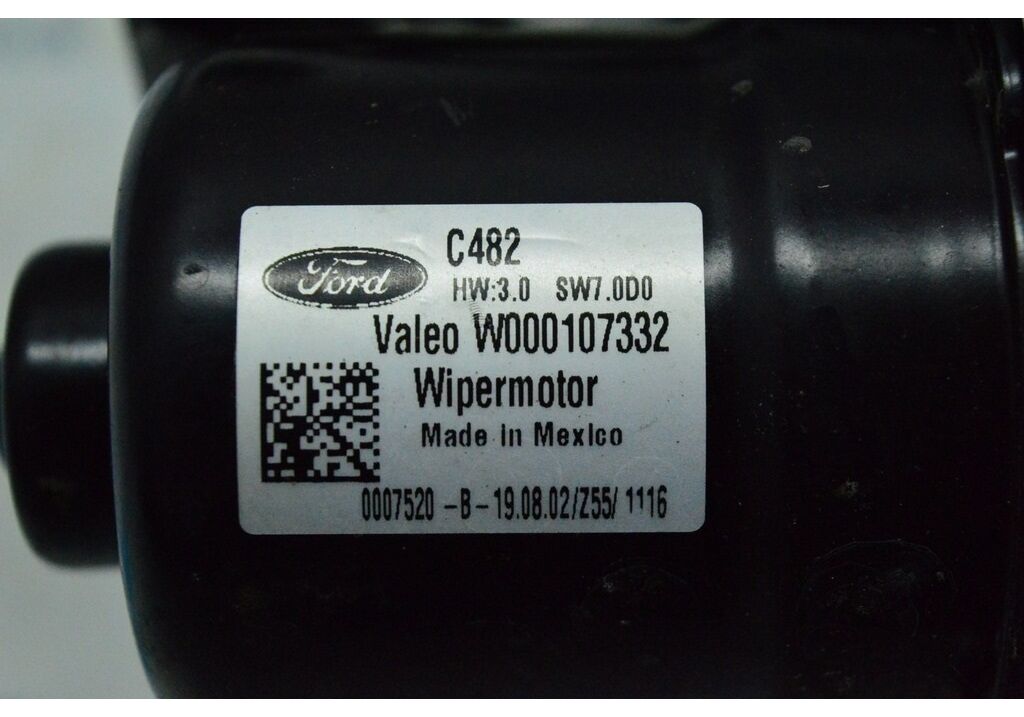 Ford
C482
HW:3.0 SW7.0D0
Valeo W000107332
Wipermotor
Made in Mexico
0007520 -B-19.08.02/Z55/ 1116